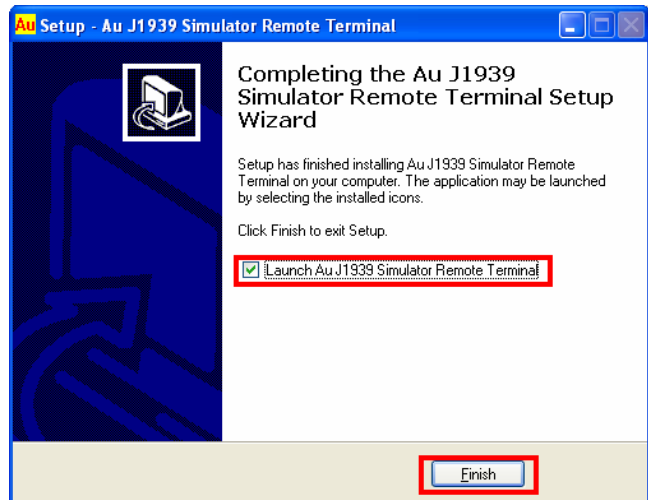 Au Setup - Au J1939 Simulator Remote Terminal
Completing the Au J1939
Simulator Remote Terminal Setup
Wizard
Setup has finished installing Au J1939 Simulator Remote
Terminal on your computer. The application may be launched
by selecting the installed icons.
Click Finish to exit Setup.
Launch Au J1939 Simulator Remote Terminal
Finish